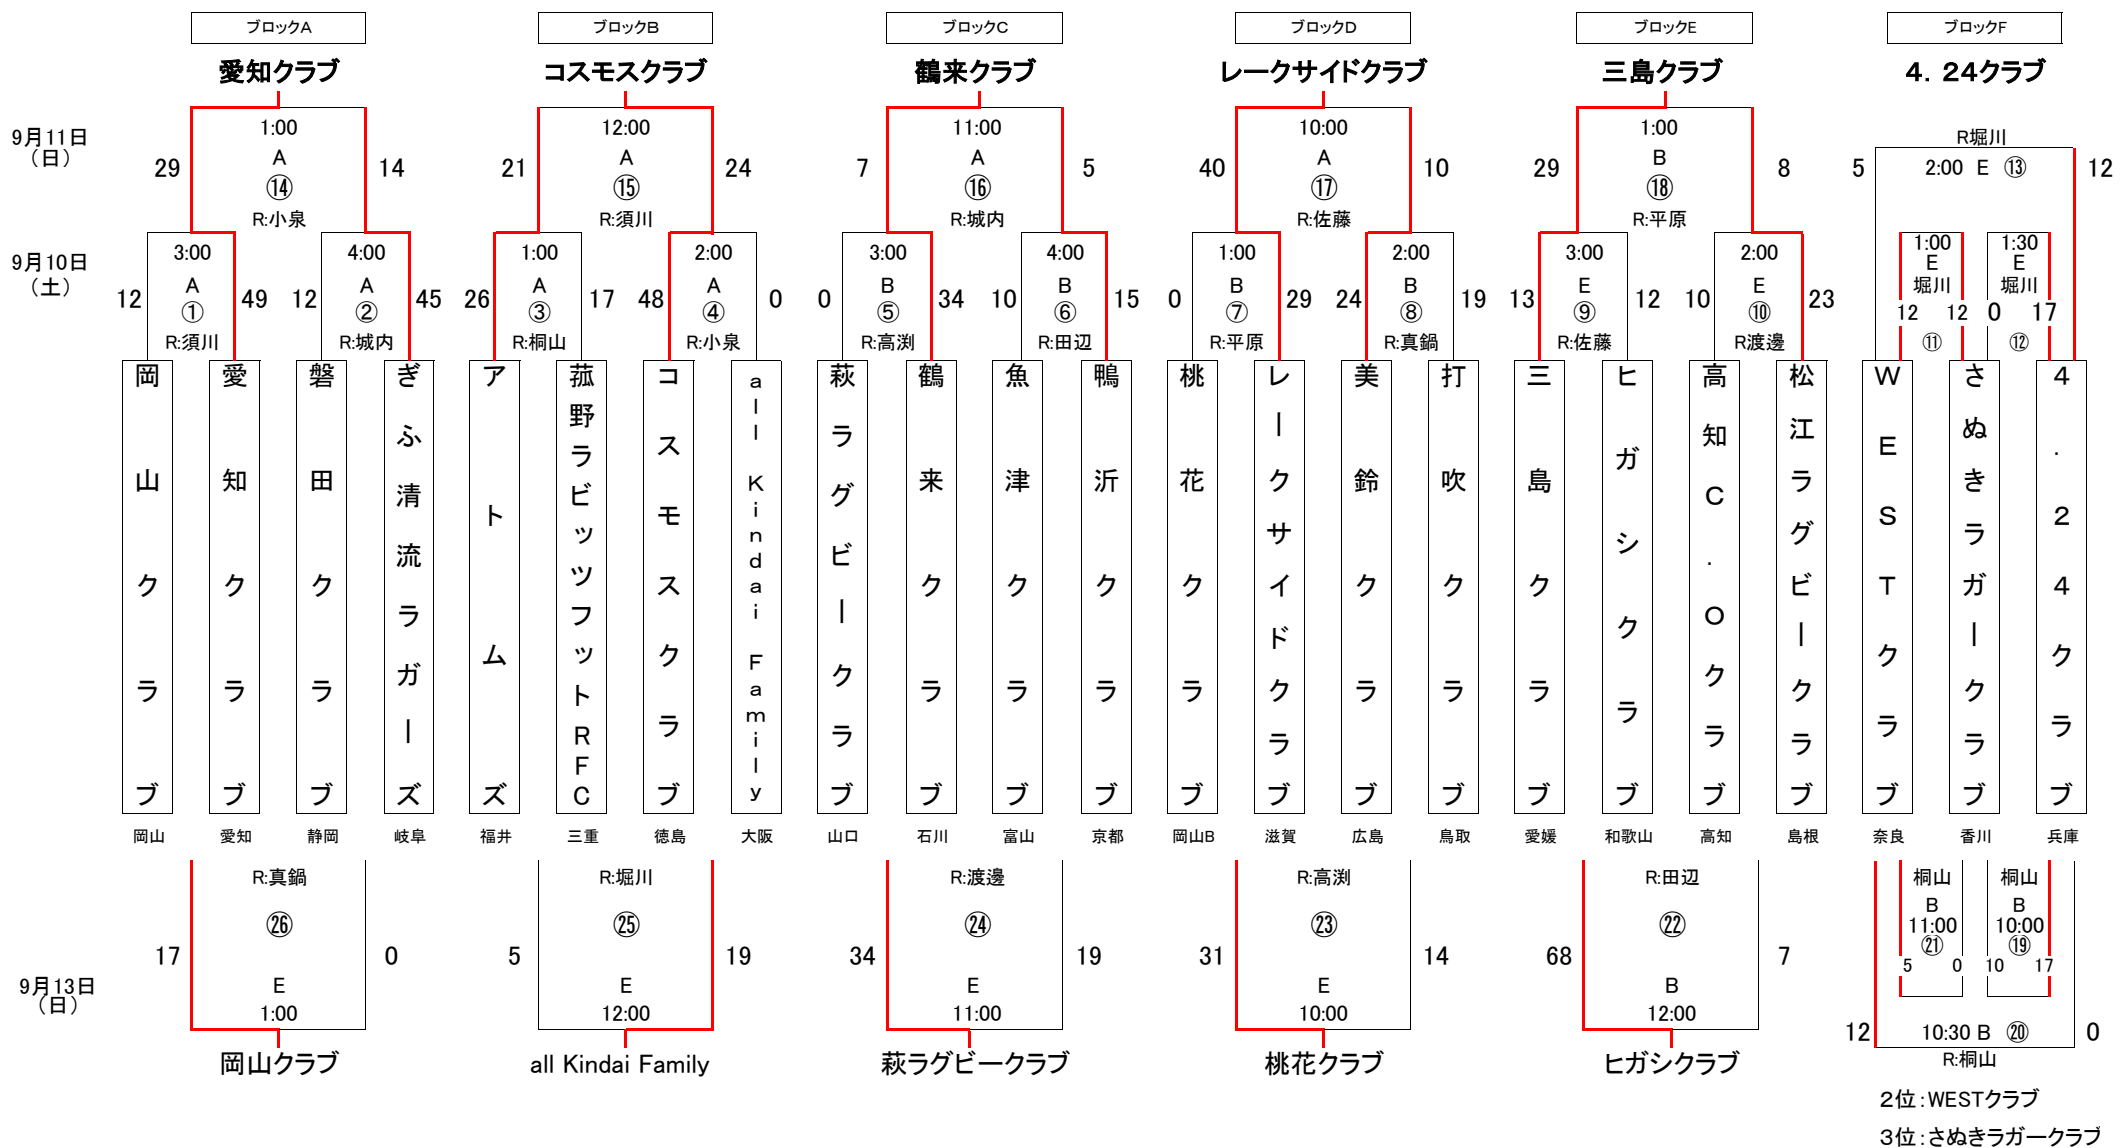 ブロックA ブロックB ブロックC ブロックD ブロックE ブロックF
愛知クラブ コスモスクラブ 鶴来クラブ レークサイドクラブ 三島クラブ 4．24クラブ
9月11日
（日）
29 1:00 A ⑭ R:小泉 14
21 12:00 A ⑮ R:須川 24
7 11:00 A ⑯ R:城内 5
40 10:00 A ⑰ R:佐藤 10
29 1:00 B ⑱ R:平原 8
R堀川
5 2:00 E ⑬ 12
9月10日
（土）
12 3:00 A ① R:須川 49
12 4:00 A ② R:城内 45
26 1:00 A ③ R:桐山 17
48 2:00 A ④ R:小泉 0
0 3:00 B ⑤ R:高渕 34
10 4:00 B ⑥ R:田辺 15
0 1:00 B ⑦ R:平原 29
24 2:00 B ⑧ R:真鍋 19
13 3:00 E ⑨ R:佐藤 12
10 2:00 E ⑩ R渡邊 23
1:00 E 堀川 12 12 ⑪
1:30 E 堀川 0 17 ⑫
岡山クラブ
愛知クラブ
磐田クラブ
ぎふ清流ラガーズ
アトムズ
菰野ラビッツフットRFC
コスモスクラブ
all Kindai Family
萩ラグビークラブ
鶴来クラブ
魚津クラブ
鴨沂クラブ
桃花クラブ
レークサイドクラブ
美鈴クラブ
打吹クラブ
三島クラブ
ヒガシクラブ
高知C．Oクラブ
松江ラグビークラブ
WESTクラブ
さぬきラガークラブ
4．24クラブ
岡山 愛知 静岡 岐阜 福井 三重 徳島 大阪 山口 石川 富山 京都 岡山B 滋賀 広島 鳥取 愛媛 和歌山 高知 島根 奈良 香川 兵庫
9月13日
（日）
17 R:真鍋 ㉖ E 1:00 0
5 R:堀川 ㉕ E 12:00 19
34 R:渡邊 ㉔ E 11:00 19
31 R:高渕 ㉓ E 10:00 14
68 R:田辺 ㉒ B 12:00 7
桐山 B 11:00 ㉑ 5 0
桐山 B 10:00 ⑲ 10 17
12 10:30 B ⑳ 0
R:桐山
岡山クラブ all Kindai Family 萩ラグビークラブ 桃花クラブ ヒガシクラブ
2位：WESTクラブ
3位：さぬきラガークラブ